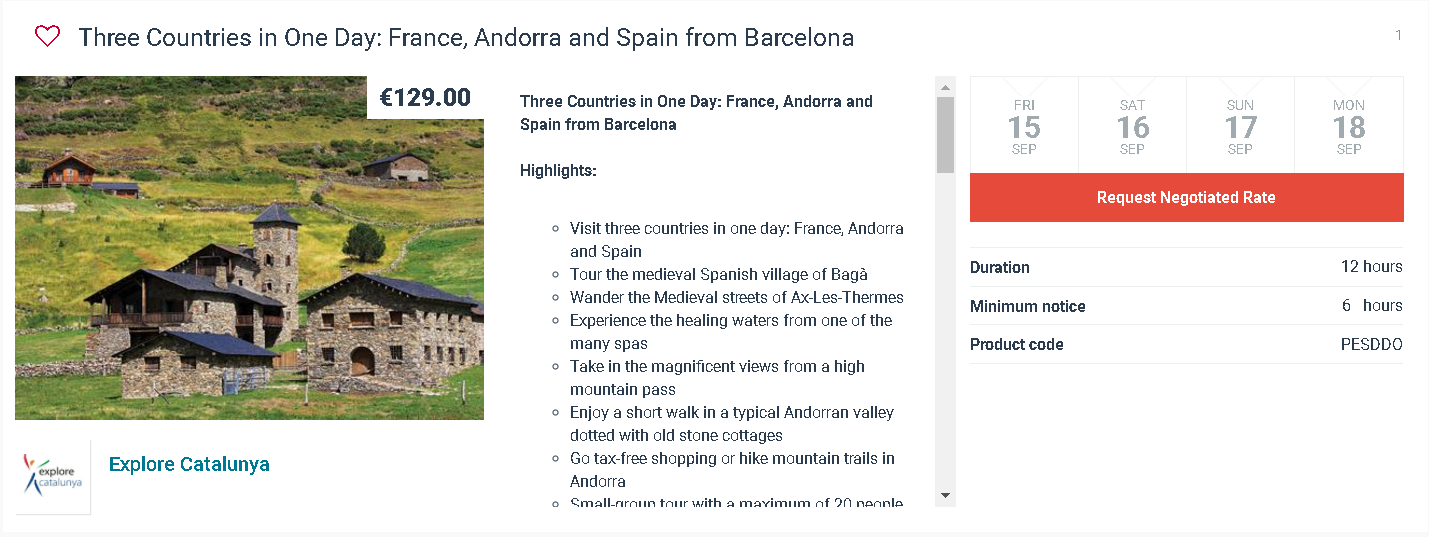 Three Countries in One Day: France, Andorra and Spain from Barcelona
1
€129.00
explore
catalunya
Explore Catalunya
Three Countries in One Day: France, Andorra and
Spain from Barcelona
Highlights:
Visit three countries in one day: France, Andorra
and Spain
Tour the medieval Spanish village of Bagà
Wander the Medieval streets of Ax-Les-Thermes
Experience the healing waters from one of the
many spas
Take in the magnificent views from a high
mountain pass
Enjoy a short walk in a typical Andorran valley
dotted with old stone cottages
Go tax-free shopping or hike mountain trails in
Andorra
Small-group tour with a maximum of 20 people
FRI SAT SUN MON
15 16 17 18
SEP SEP SEP SEP
Request Negotiated Rate
Duration 12 hours
Minimum notice 6 hours
Product code PESDDO